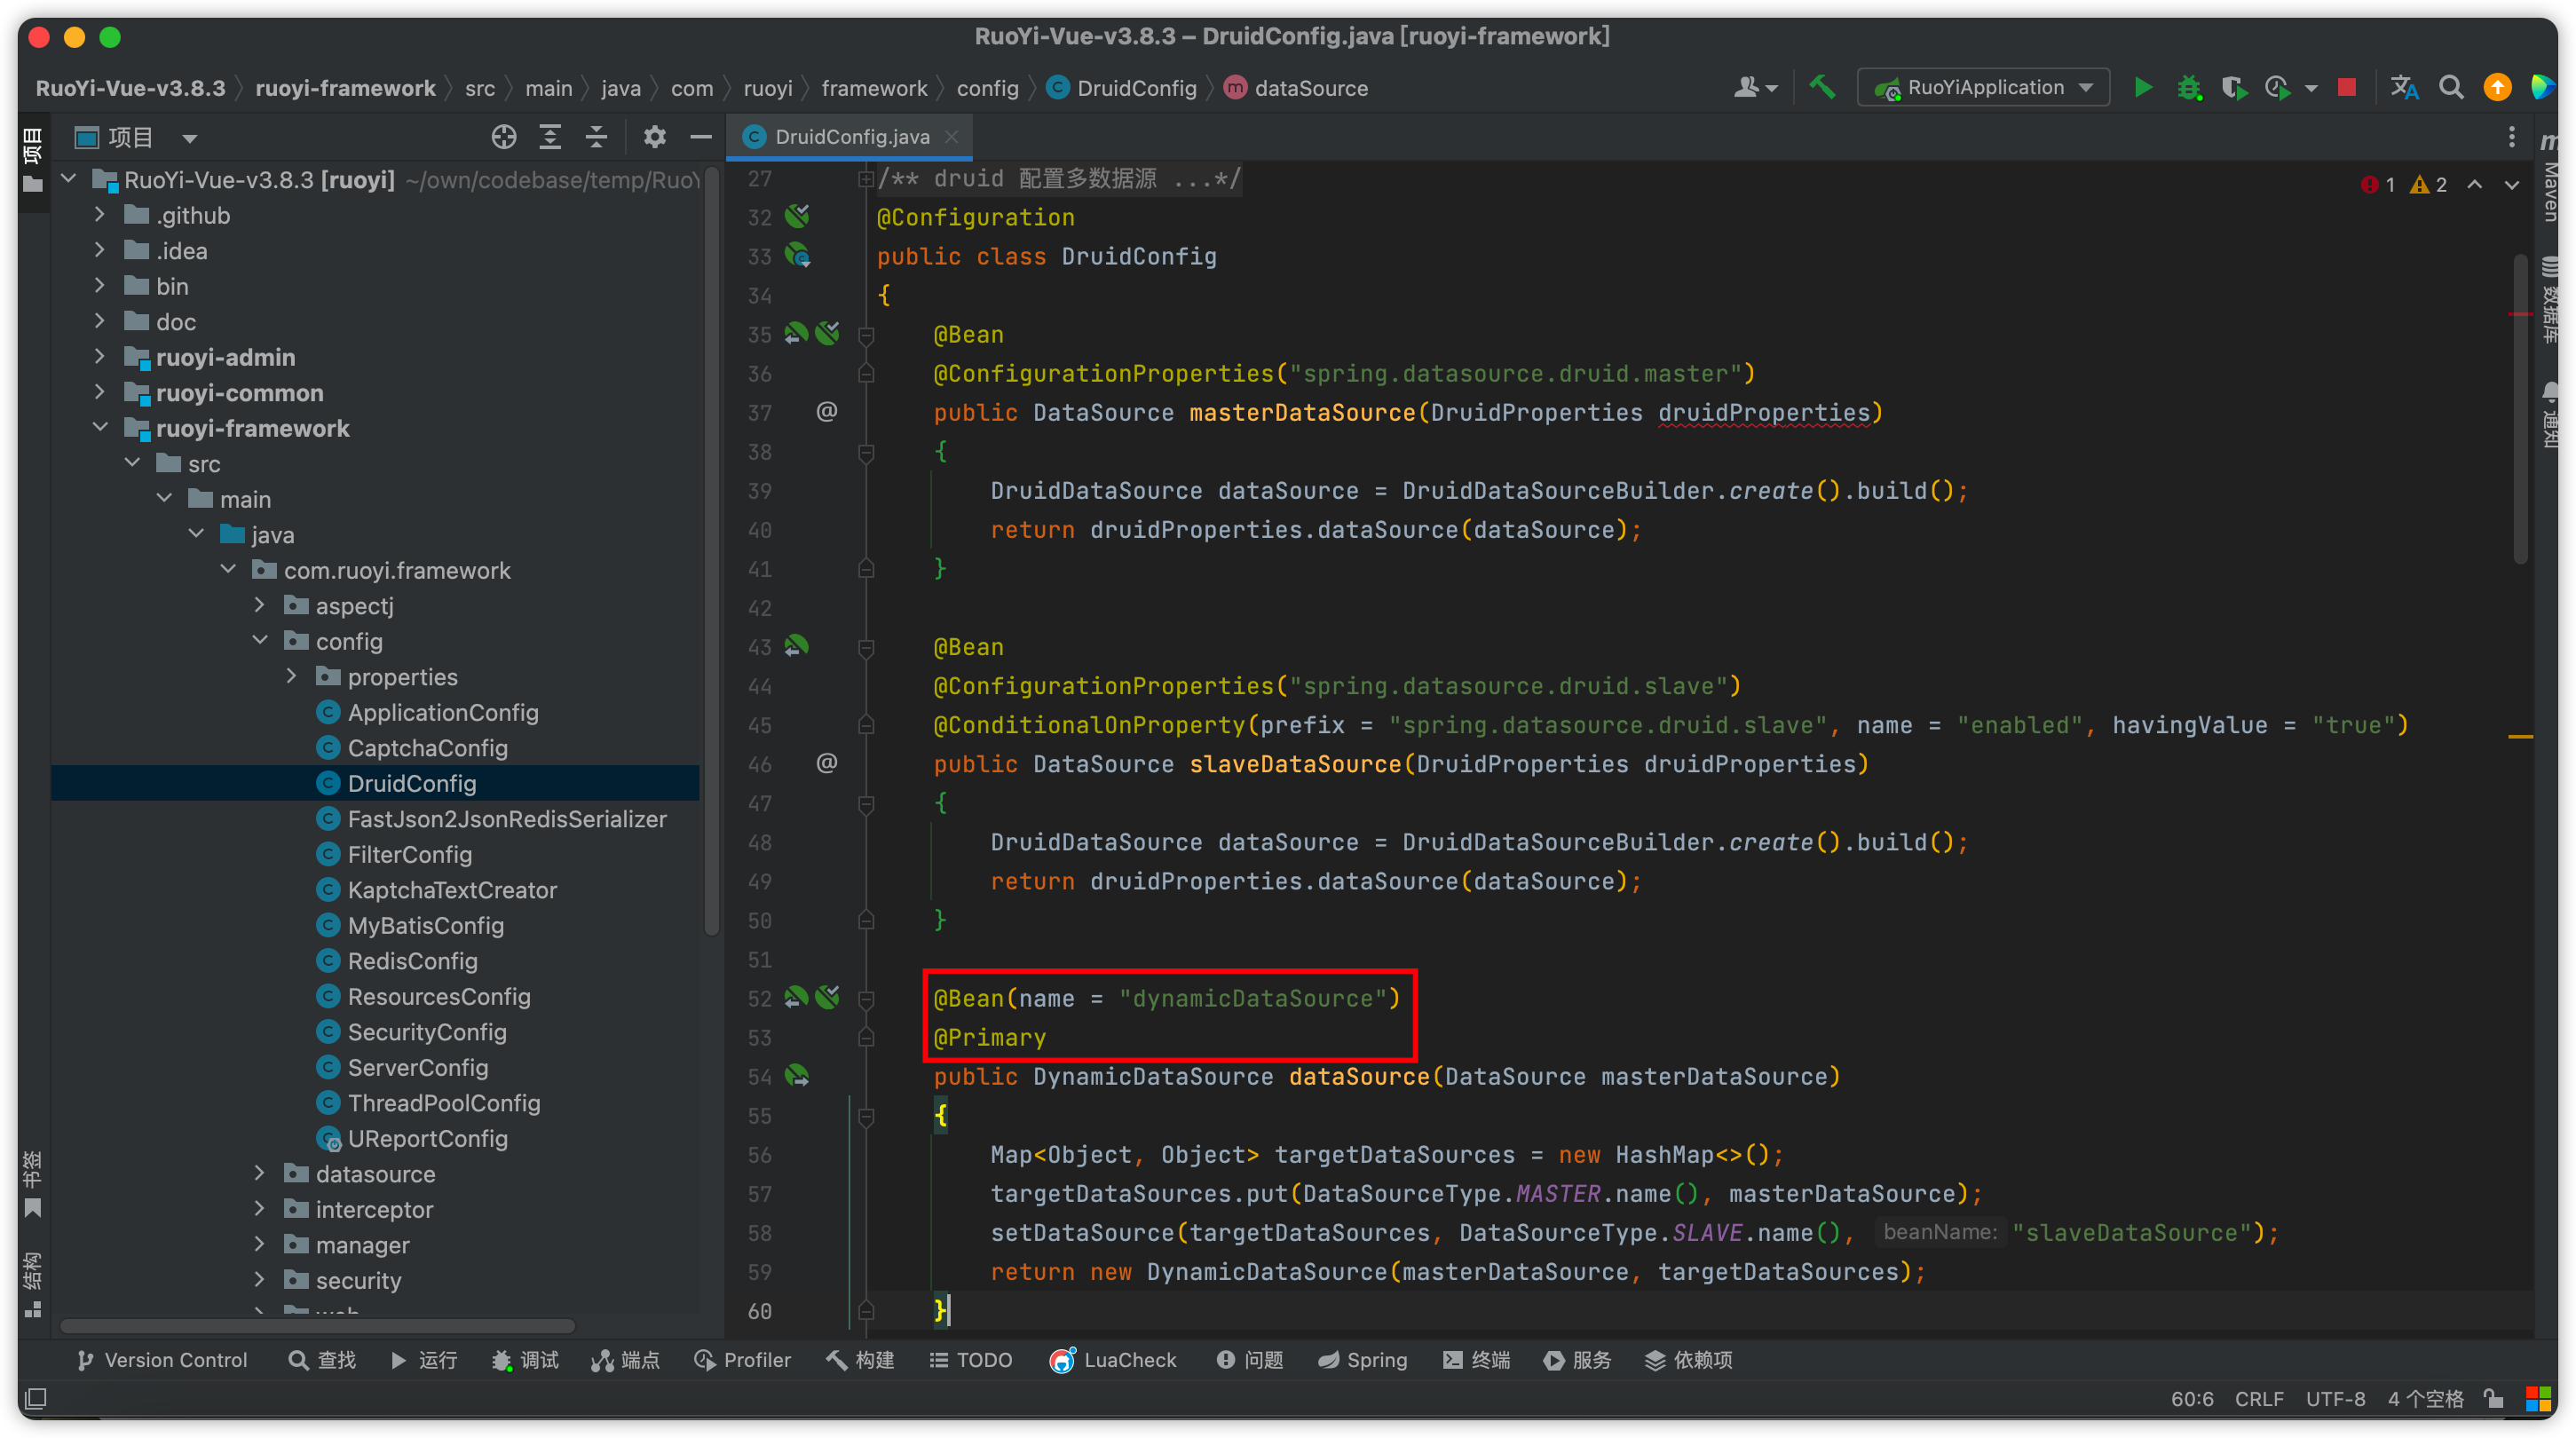 RuoYi-Vue-v3.8.3 – DruidConfig.java [ruoyi-framework]
RuoYi-Vue-v3.8.3 ruoyi-framework src main java com ruoyi framework config DruidConfig dataSource
RuoYiApplication
项目
项目
DruidConfig.java
RuoYi-Vue-v3.8.3 [ruoyi] ~/own/codebase/temp/RuoY
.github
.idea
bin
doc
ruoyi-admin
ruoyi-common
ruoyi-framework
src
main
java
com.ruoyi.framework
aspectj
config
properties
ApplicationConfig
CaptchaConfig
DruidConfig
FastJson2JsonRedisSerializer
FilterConfig
KaptchaTextCreator
MyBatisConfig
RedisConfig
ResourcesConfig
SecurityConfig
ServerConfig
ThreadPoolConfig
UReportConfig
datasource
interceptor
manager
security
书签
结构
27 /** druid 配置多数据源 ...*/
1 2
32 @Configuration
33 public class DruidConfig
34 {
35 @Bean
36 @ConfigurationProperties("spring.datasource.druid.master")
37 @ public DataSource masterDataSource(DruidProperties druidProperties)
38 {
39 DruidDataSource dataSource = DruidDataSourceBuilder.create().build();
40 return druidProperties.dataSource(dataSource);
41 }
42
43 @Bean
44 @ConfigurationProperties("spring.datasource.druid.slave")
45 @ConditionalOnProperty(prefix = "spring.datasource.druid.slave", name = "enabled", havingValue = "true")
46 @ public DataSource slaveDataSource(DruidProperties druidProperties)
47 {
48 DruidDataSource dataSource = DruidDataSourceBuilder.create().build();
49 return druidProperties.dataSource(dataSource);
50 }
51
52 @Bean(name = "dynamicDataSource")
53 @Primary
54 public DynamicDataSource dataSource(DataSource masterDataSource)
55 {
56 Map<Object, Object> targetDataSources = new HashMap<>();
57 targetDataSources.put(DataSourceType.MASTER.name(), masterDataSource);
58 setDataSource(targetDataSources, DataSourceType.SLAVE.name(), beanName: "slaveDataSource");
59 return new DynamicDataSource(masterDataSource, targetDataSources);
60 }
Maven
数据库
通知
Version Control 查找 运行 调试 端点 Profiler 构建 TODO LuaCheck 问题 Spring 终端 服务 依赖项
60:6 CRLF UTF-8 4 个空格